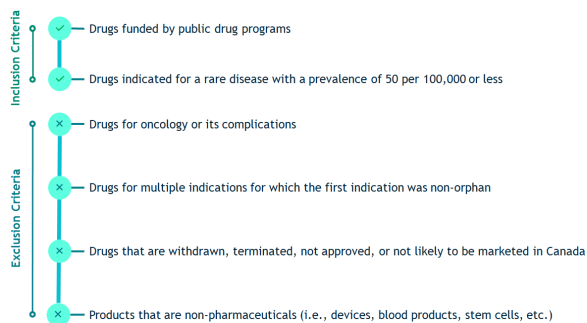 Inclusion Criteria
Drugs funded by public drug programs
Drugs indicated for a rare disease with a prevalence of 50 per 100,000 or less
Exclusion Criteria
Drugs for oncology or its complications
Drugs for multiple indications for which the first indication was non-orphan
Drugs that are withdrawn, terminated, not approved, or not likely to be marketed in Canada
Products that are non-pharmaceuticals (i.e., devices, blood products, stem cells, etc.)